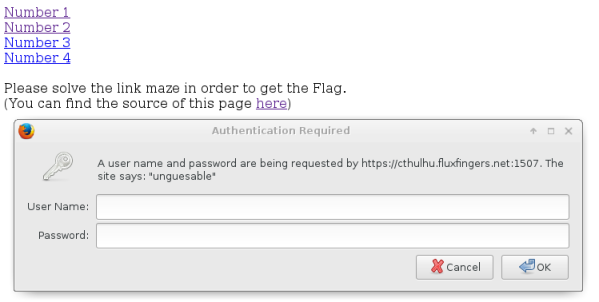 Number 1
Number 2
Number 3
Number 4
Please solve the link maze in order to get the Flag.
(You can find the source of this page here)
Authentication Required
A user name and password are being requested by https://cthulhu.fluxfingers.net:1507. The
site says: "unguesable"
User Name:
Password:
Cancel
OK